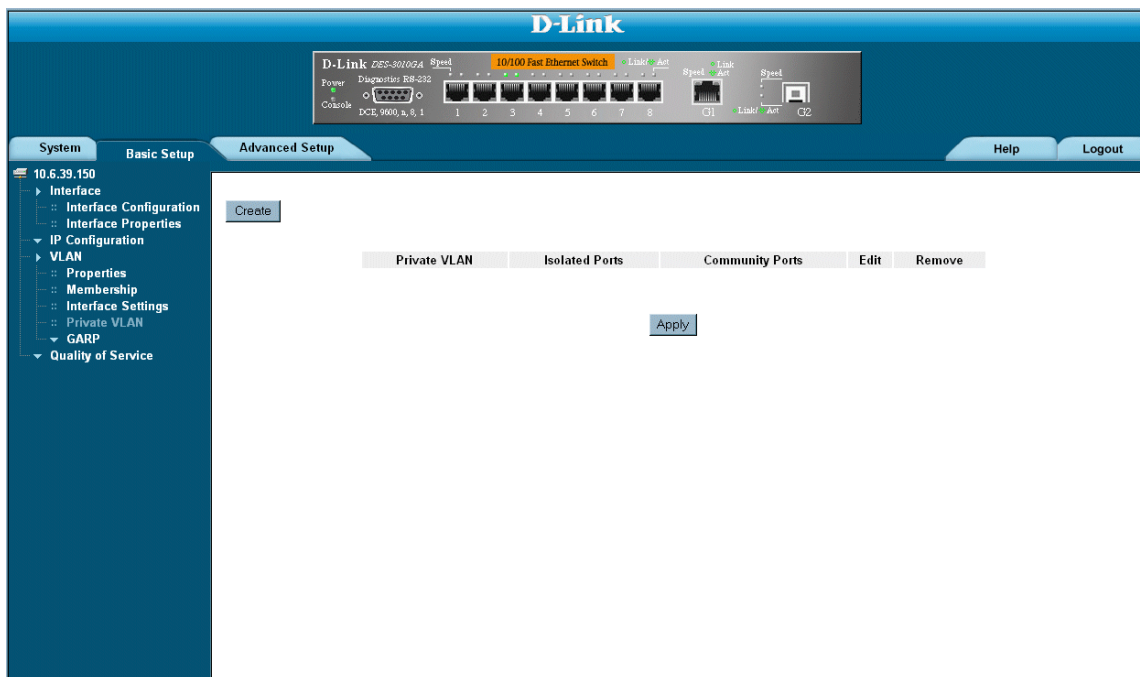 D-Link
D-Link DES-3010GA Speed 10/100 Fast Ethernet Switch Link/ Act
Power Diagnostics RS-232
Console
DCE, 9600, n, 8, 1
1 2 3 4 5 6 7 8
Speed Link Act
G1
Speed
Link/ Act G2
System Basic Setup Advanced Setup Help Logout
10.6.39.150
Interface
Interface Configuration
Interface Properties
IP Configuration
VLAN
Properties
Membership
Interface Settings
Private VLAN
GARP
Quality of Service
Create
Private VLAN Isolated Ports Community Ports Edit Remove
Apply